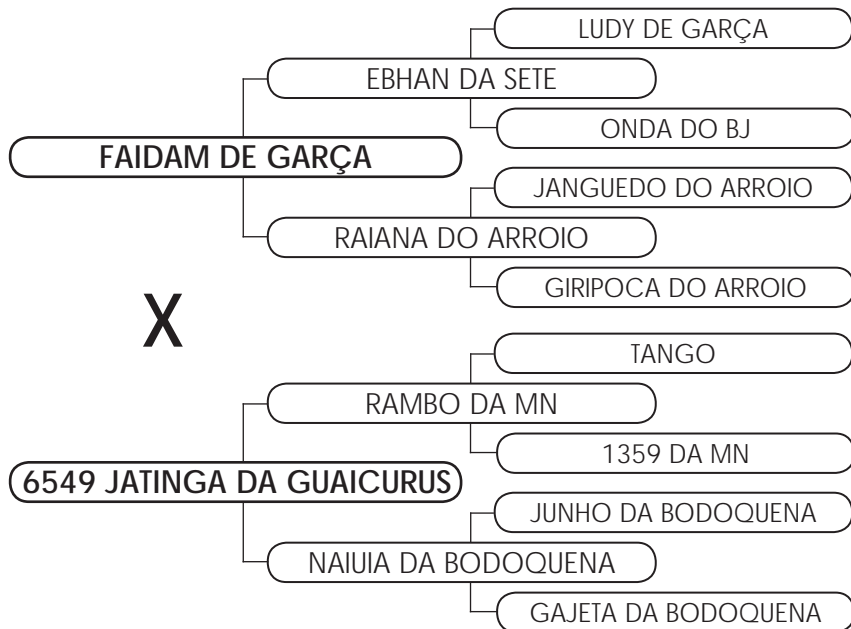 LUDY DE GARÇA
EBHAN DA SETE
ONDA DO BJ
FAIDAM DE GARÇA
JANGUEDO DO ARROIO
RAIANA DO ARROIO
GIRIPOCA DO ARROIO
X
TANGO
RAMBO DA MN
1359 DA MN
6549 JATINGA DA GUAICURUS
JUNHO DA BODOQUENA
NAIUIA DA BODOQUENA
GAJETA DA BODOQUENA